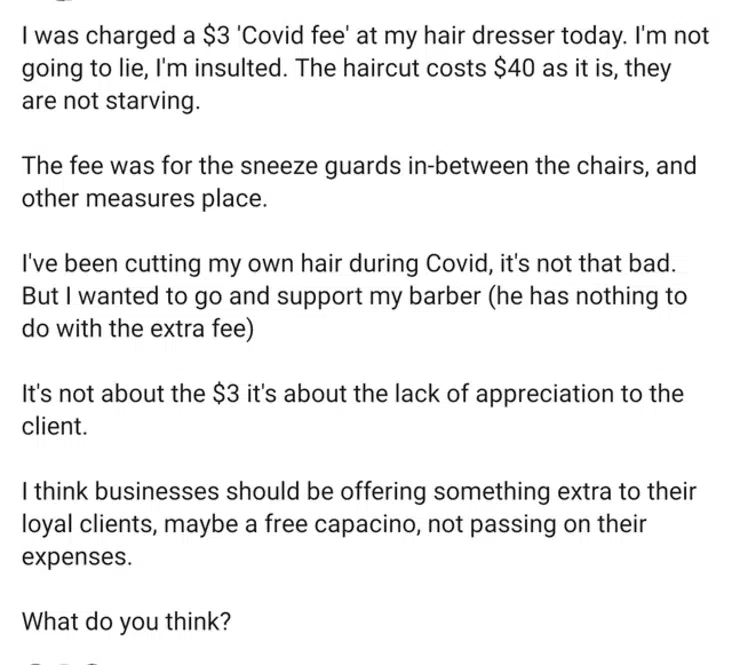 I was charged a $3 'Covid fee' at my hair dresser today. I'm not
going to lie, I'm insulted. The haircut costs $40 as it is, they
are not starving.
The fee was for the sneeze guards in-between the chairs, and
other measures place.
I've been cutting my own hair during Covid, it's not that bad.
But I wanted to go and support my barber (he has nothing to
do with the extra fee)
It's not about the $3 it's about the lack of appreciation to the
client.
I think businesses should be offering something extra to their
loyal clients, maybe a free capacino, not passing on their
expenses.
What do you think?